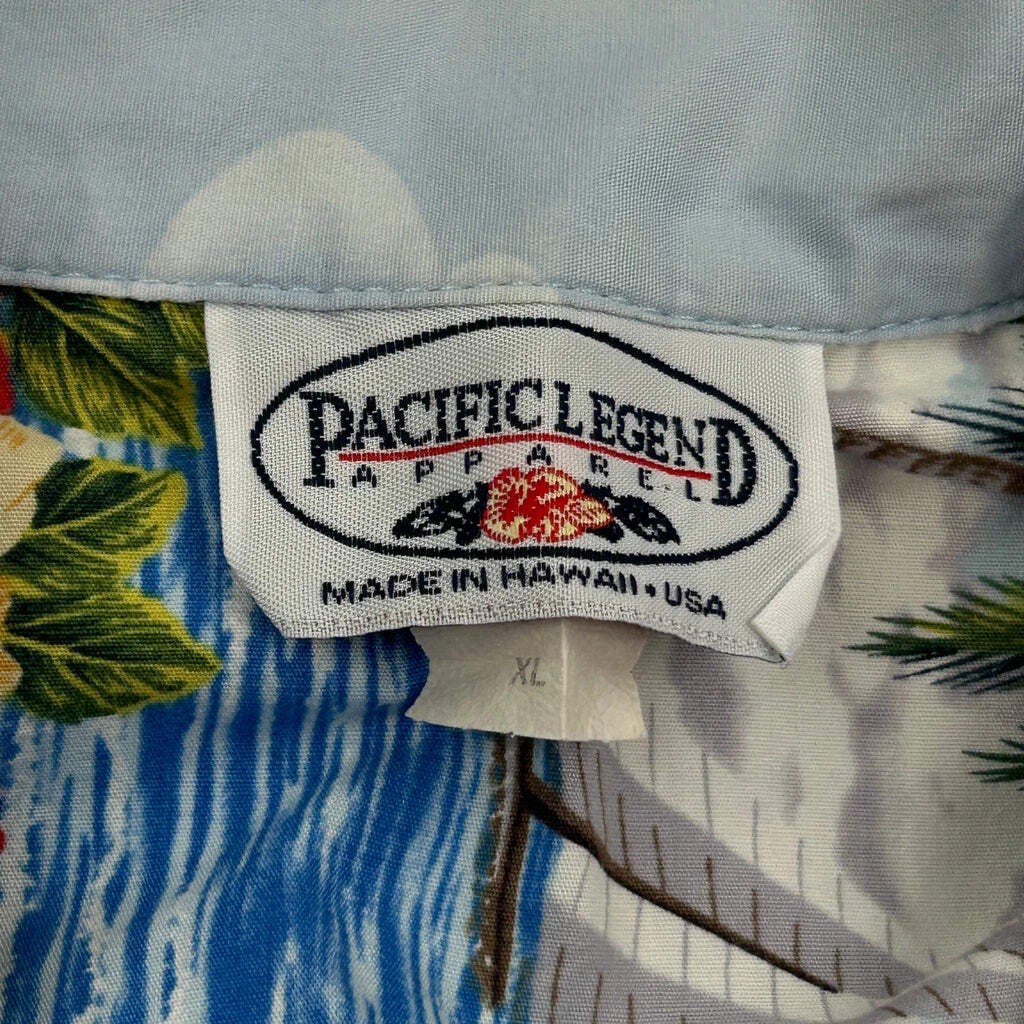 PACIFIC LEGEND
APPAREL
MADE IN HAWAII • USA
XL